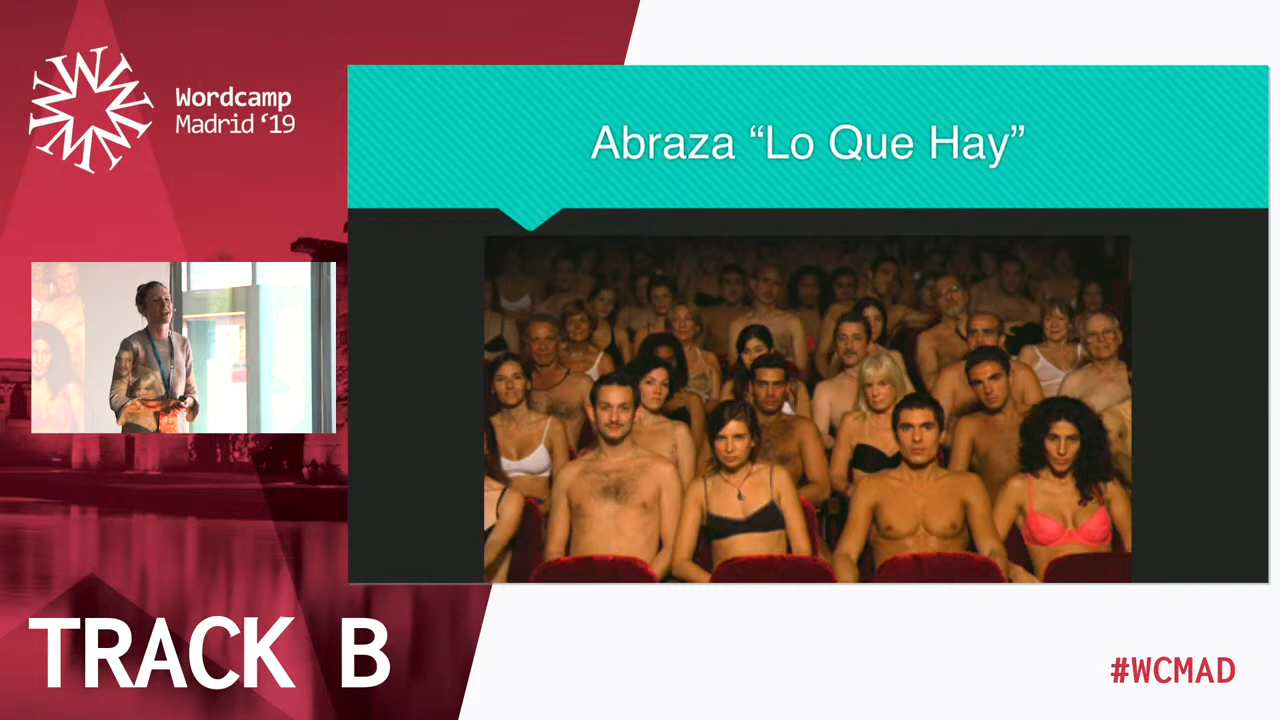 Wordcamp
Madrid ‘19
Abraza “Lo Que Hay”
TRACK B
#WCMAD